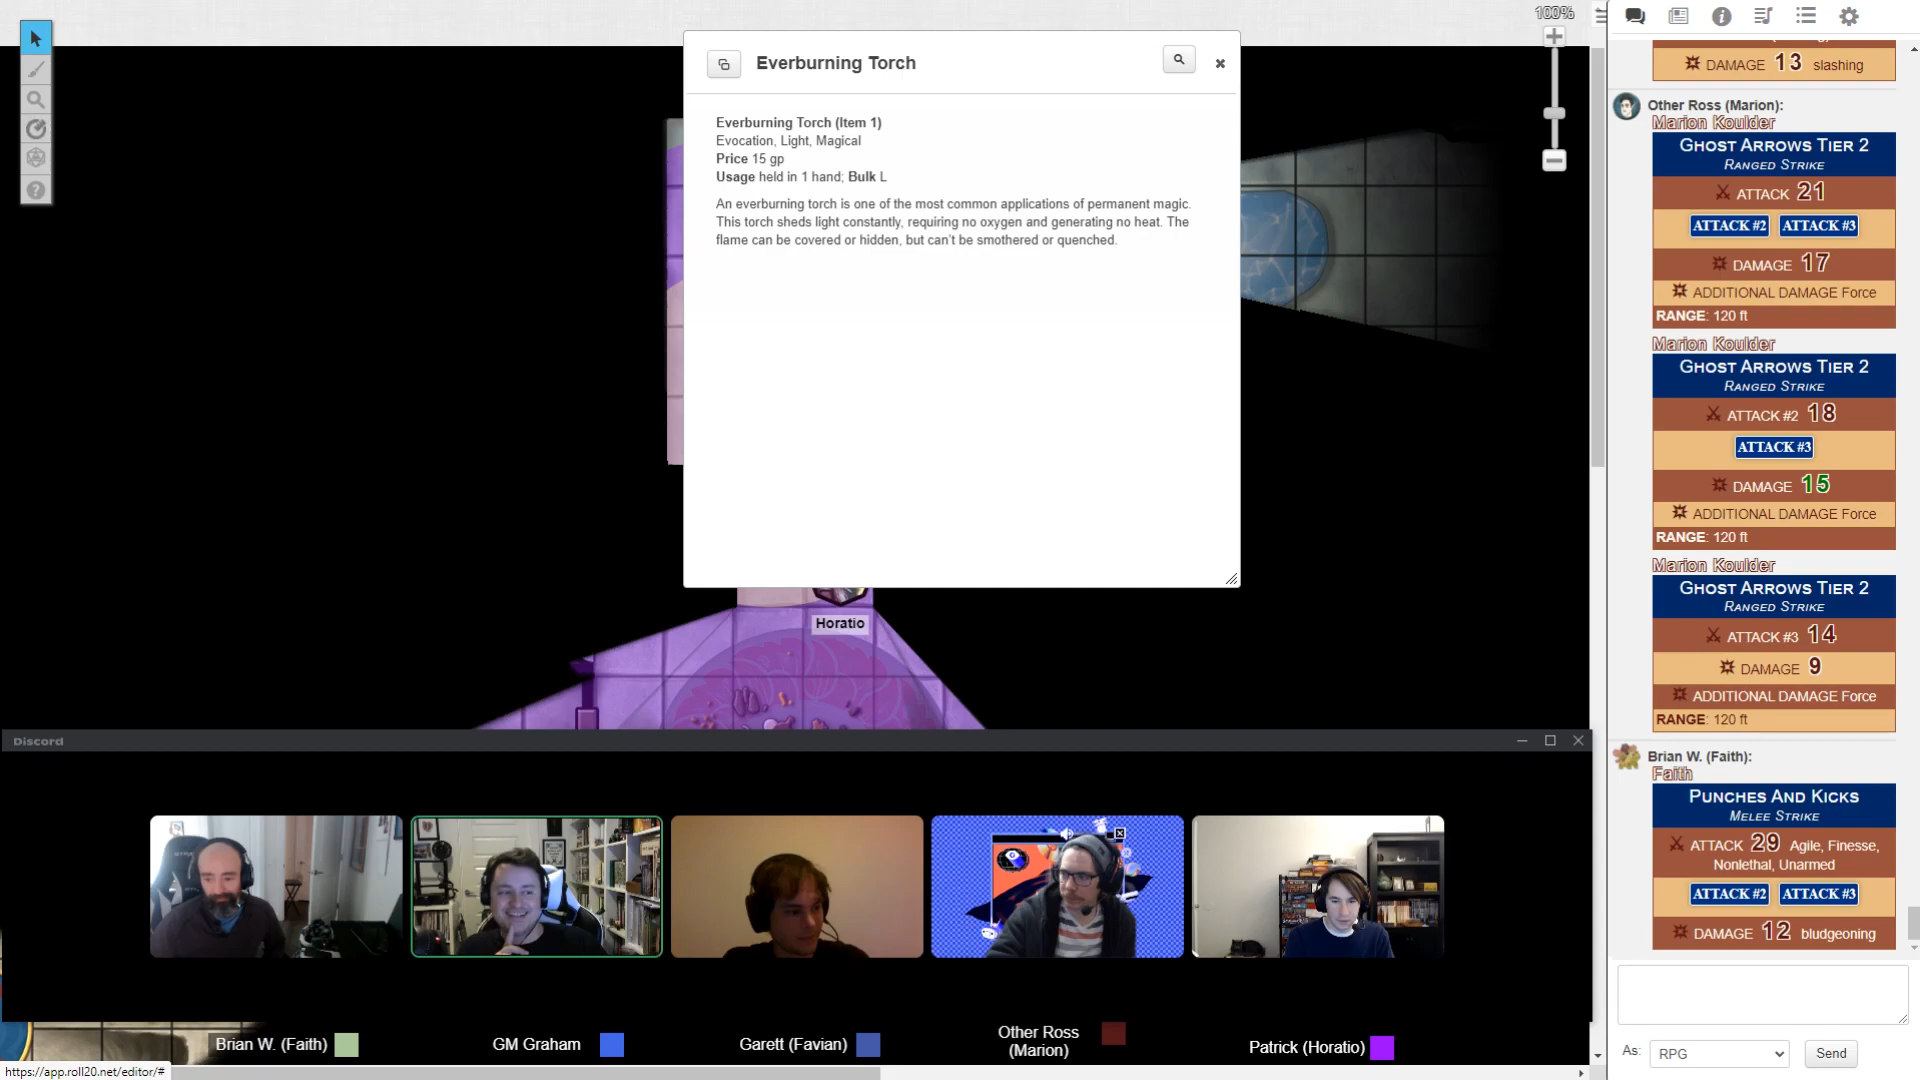 100%
Everburning Torch
Everburning Torch (Item 1)
Evocation, Light, Magical
Price 15 gp
Usage held in 1 hand; Bulk L
An everburning torch is one of the most common applications of permanent magic.
This torch sheds light constantly, requiring no oxygen and generating no heat. The
flame can be covered or hidden, but can't be smothered or quenched.
Horatio
Discord
Brian W. (Faith)
GM Graham
Garett (Favian)
Other Ross
(Marion)
Patrick (Horatio)
https://app.roll20.net/editor/#
DAMAGE 13 slashing
Other Ross (Marion):
Marion Koulder
GHOST ARROWS TIER 2
RANGED STRIKE
ATTACK 21
ATTACK #2 ATTACK #3
DAMAGE 17
ADDITIONAL DAMAGE Force
RANGE: 120 ft
Marion Koulder
GHOST ARROWS TIER 2
RANGED STRIKE
ATTACK #2 18
ATTACK #3
DAMAGE 15
ADDITIONAL DAMAGE Force
RANGE: 120 ft
Marion Koulder
GHOST ARROWS TIER 2
RANGED STRIKE
ATTACK #3 14
DAMAGE 9
ADDITIONAL DAMAGE Force
RANGE: 120 ft
Brian W. (Faith):
Faith
PUNCHES AND KICKS
MELEE STRIKE
ATTACK 29 Agile, Finesse,
Nonlethal, Unarmed
ATTACK #2 ATTACK #3
DAMAGE 12 bludgeoning
As: RPG Send